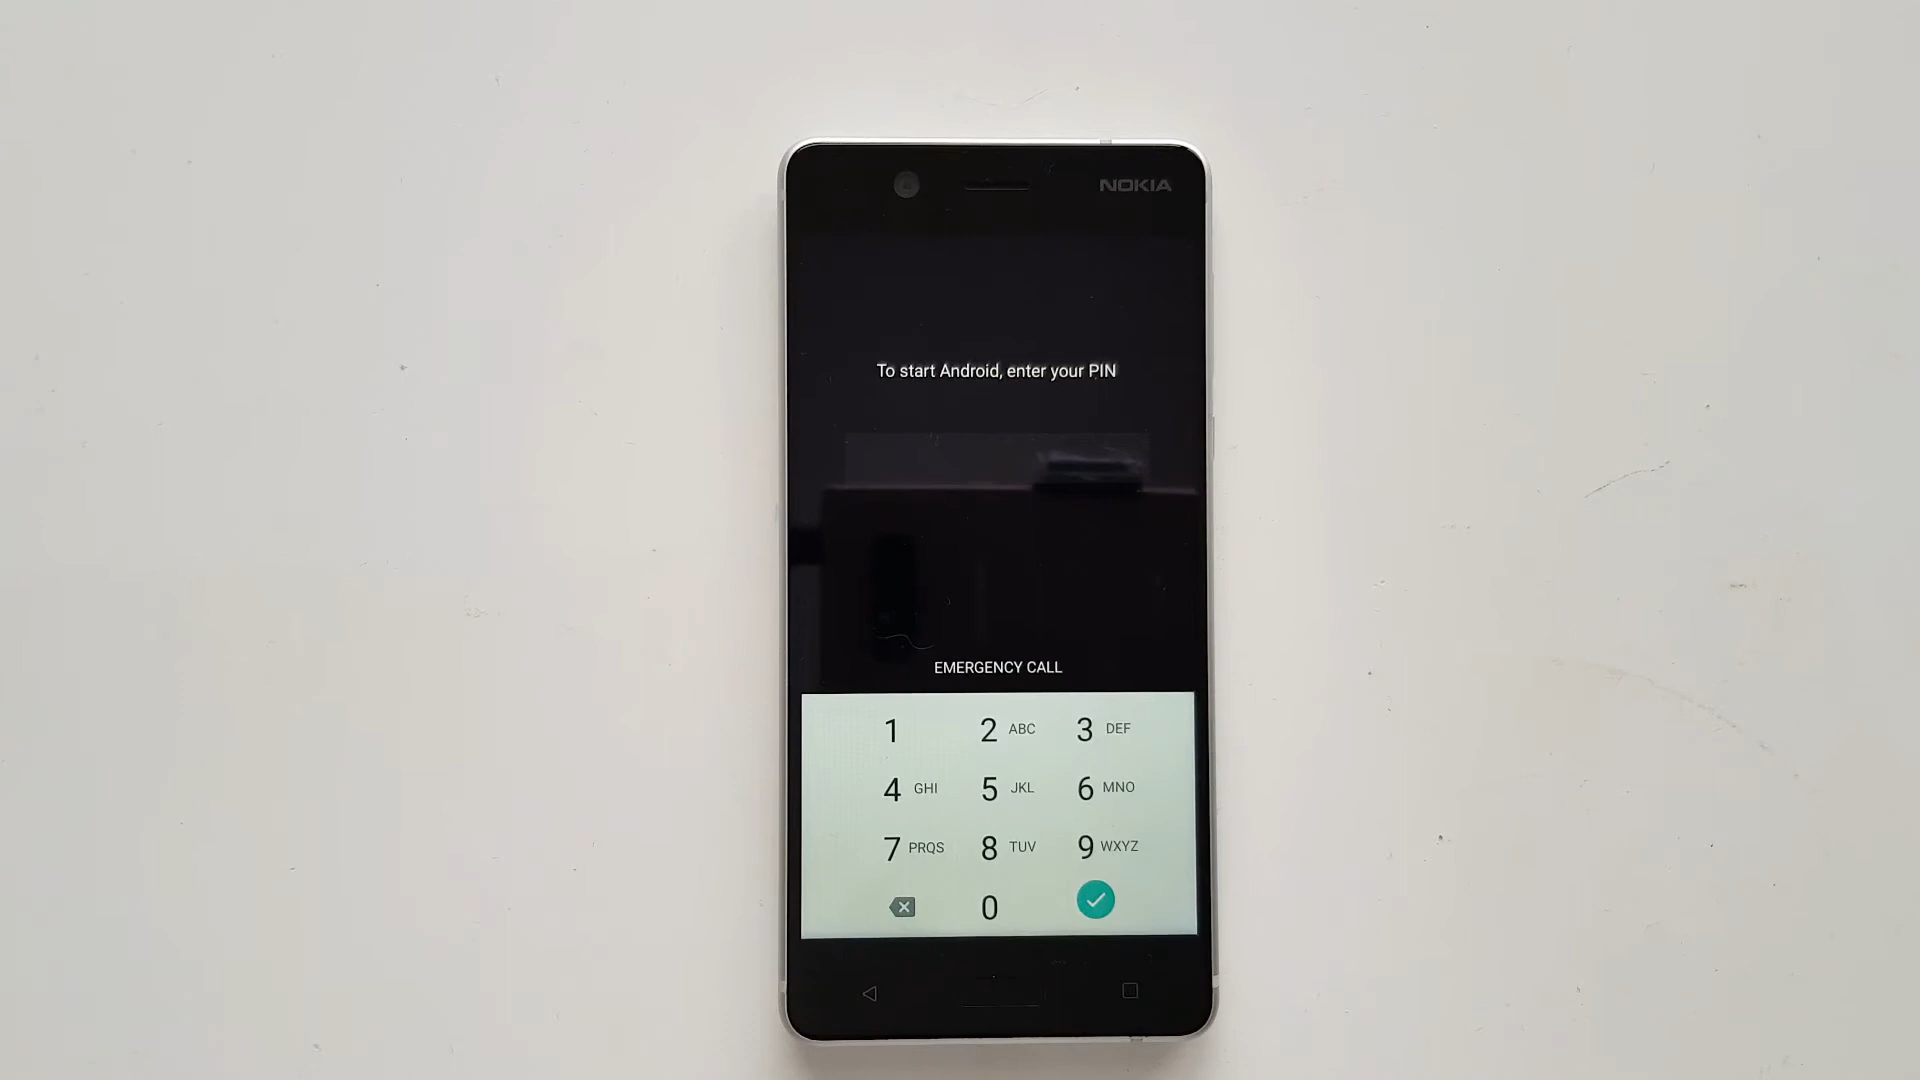 NOKIA
To start Android, enter your PIN
EMERGENCY CALL
1 2 ABC 3 DEF
4 GHI 5 JKL 6 MNO
7 PRQS 8 TUV 9 WXYZ
0